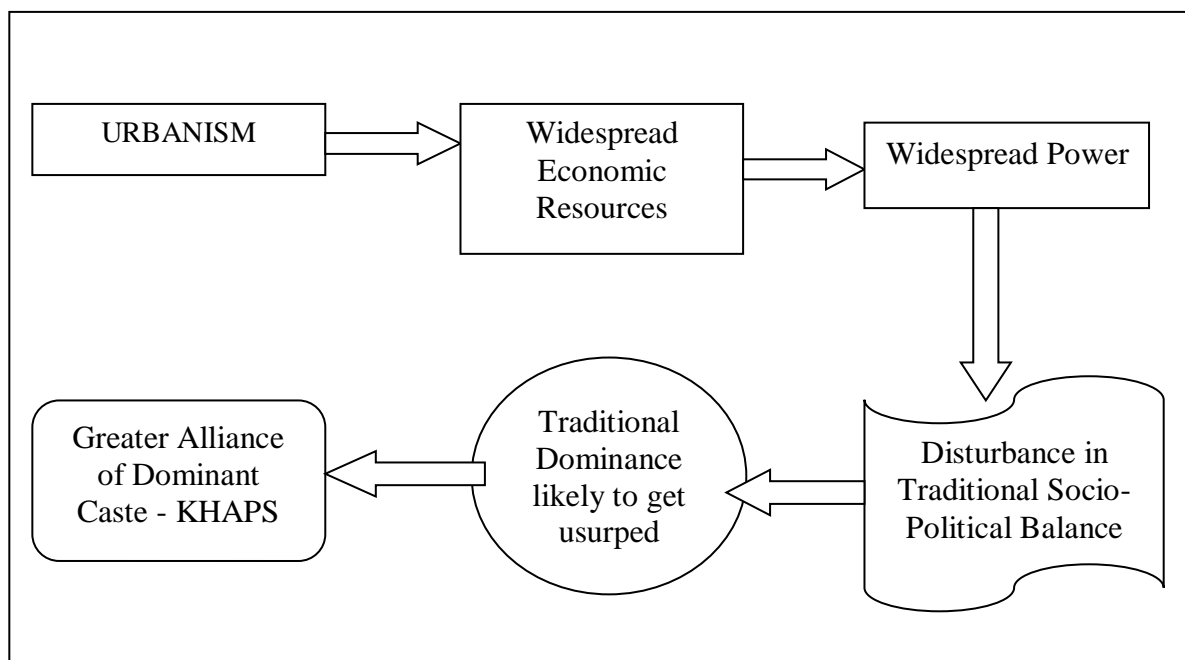 URBANISM
Widespread
Economic
Resources
Widespread Power
Disturbance in
Traditional Socio-
Political Balance
Traditional
Dominance
likely to get
usurped
Greater Alliance
of Dominant
Caste - KHAPS